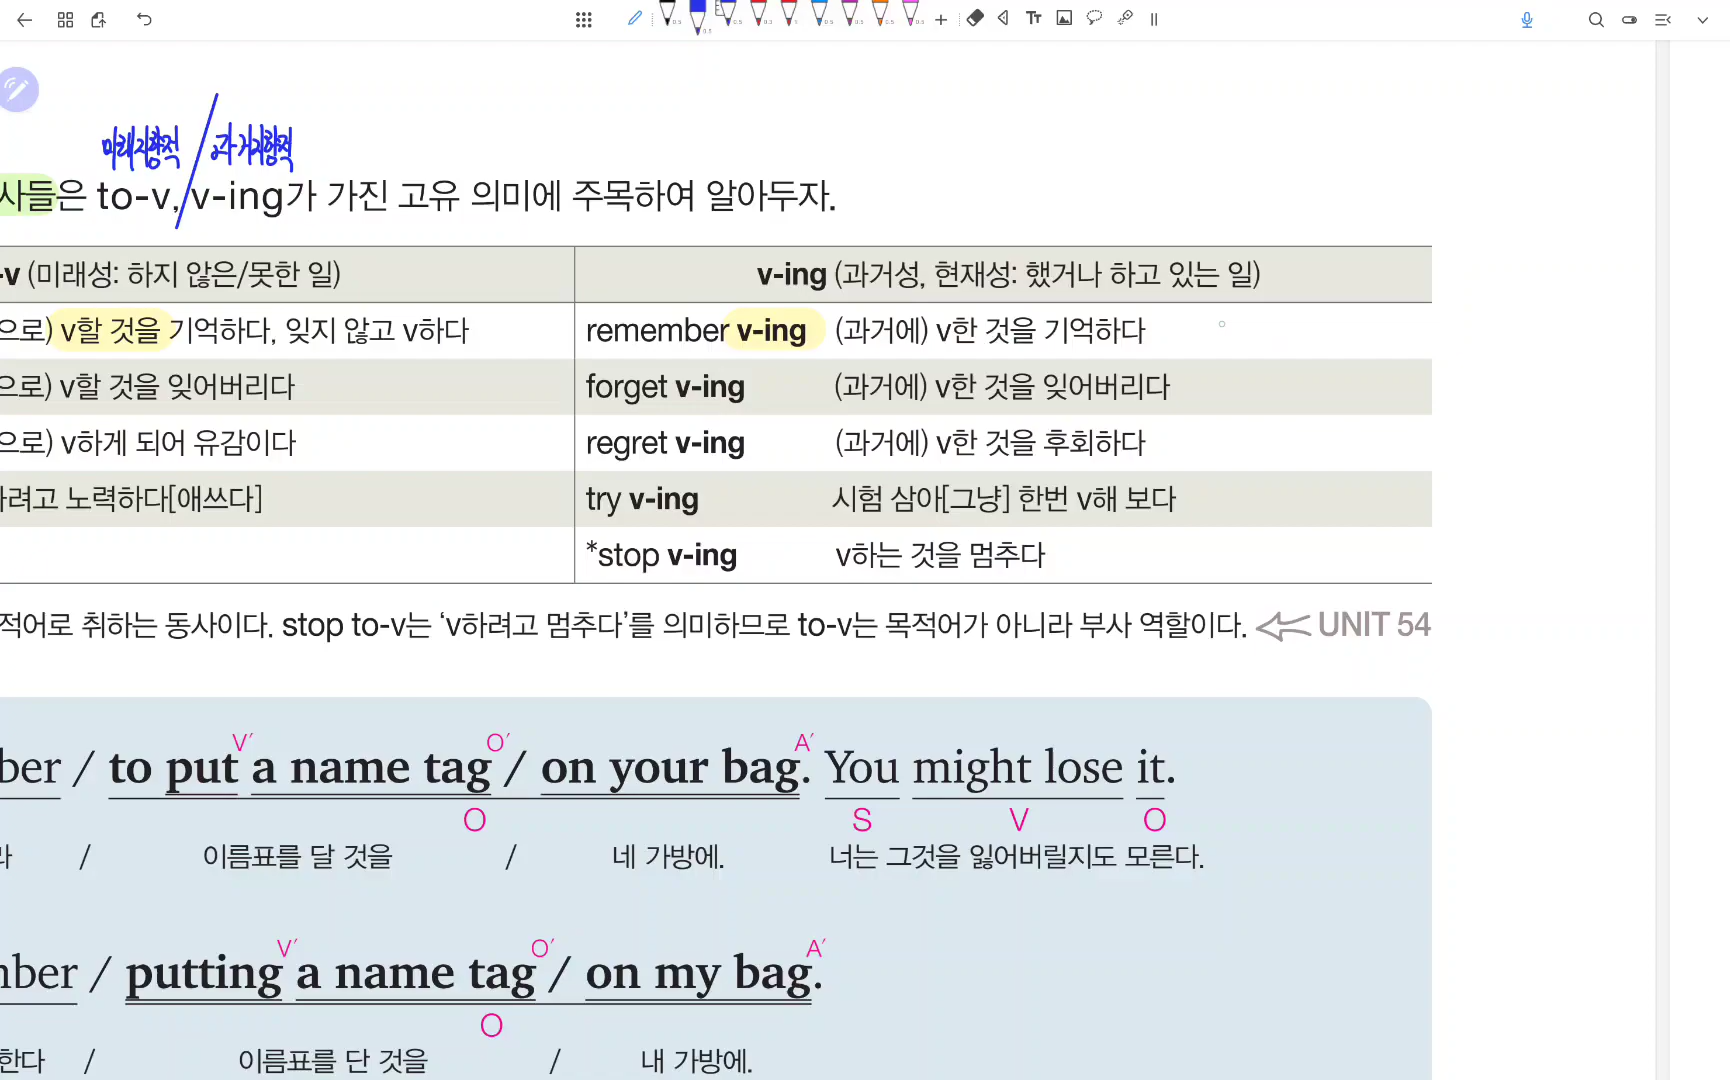 미래지향적 / 과거지향적
사들은 to-v, v-ing가 가진 고유 의미에 주목하여 알아두자.
-v (미래성: 하지 않은/못한 일) v-ing (과거성, 현재성: 했거나 하고 있는 일)
으로) v할 것을 기억하다, 잊지 않고 v하다 remember v-ing (과거에) v한 것을 기억하다
으로) v할 것을 잊어버리다 forget v-ing (과거에) v한 것을 잊어버리다
으로) v하게 되어 유감이다 regret v-ing (과거에) v한 것을 후회하다
하려고 노력하다[애쓰다] try v-ing 시험 삼아[그냥] 한번 v해 보다
*stop v-ing v하는 것을 멈추다
적어로 취하는 동사이다. stop to-v는 ‘v하려고 멈추다’를 의미하므로 to-v는 목적어가 아니라 부사 역할이다. UNIT 54
V′ O′ A′
ber / to put a name tag / on your bag. You might lose it.
O S V O
라 / 이름표를 달 것을 / 네 가방에. 너는 그것을 잃어버릴지도 모른다.
V′ O′ A′
nber / putting a name tag / on my bag.
O
한다 / 이름표를 단 것을 / 내 가방에.